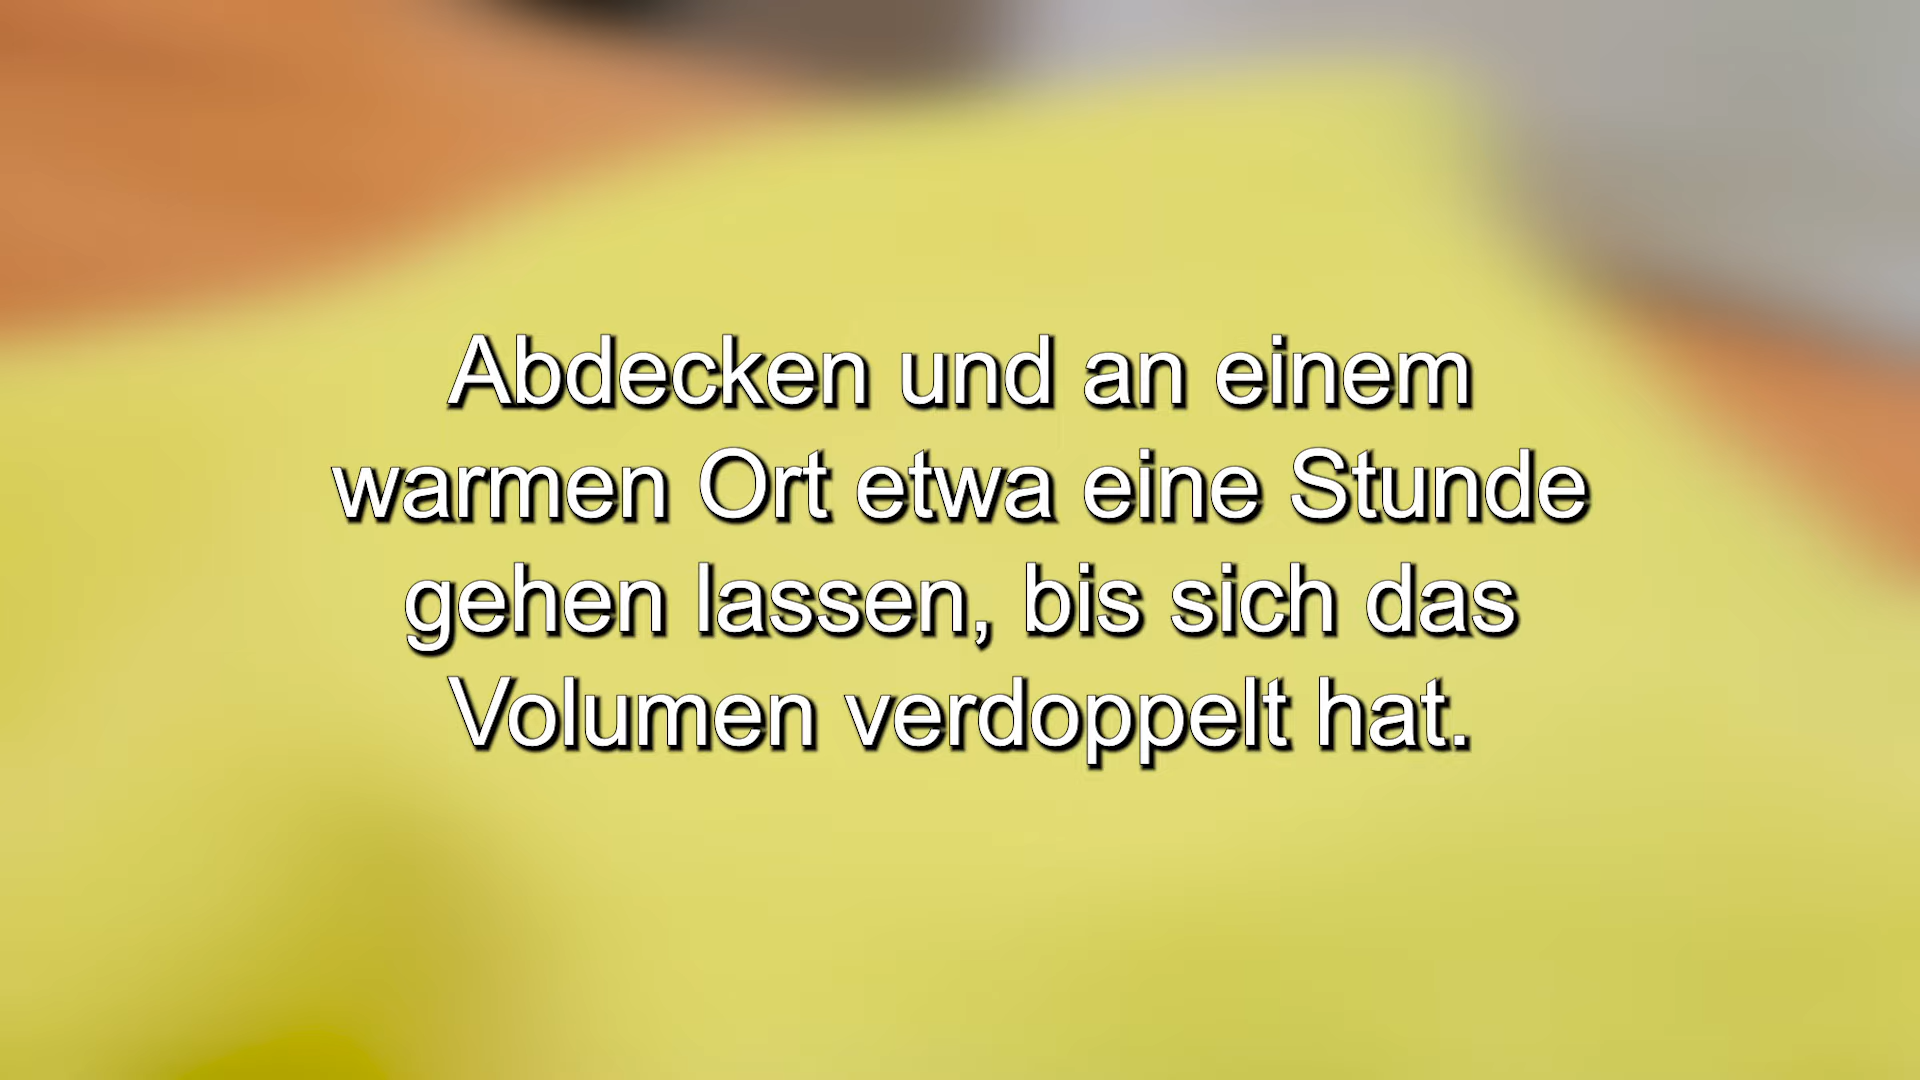 Abdecken und an einem
warmen Ort etwa eine Stunde
gehen lassen, bis sich das
Volumen verdoppelt hat.